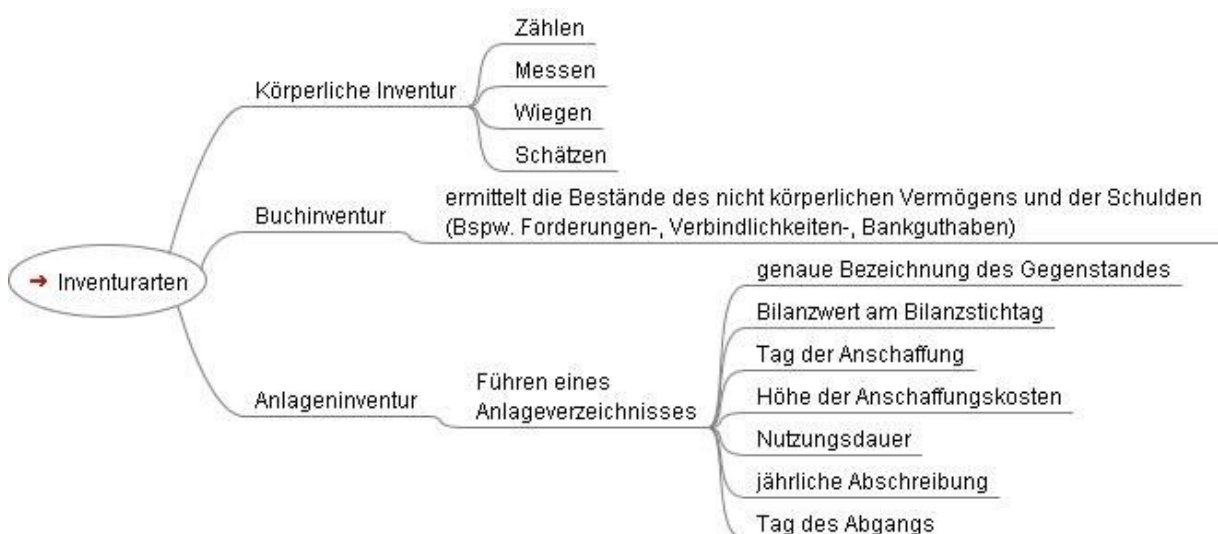 ➔ Inventurarten
Körperliche Inventur
Zählen
Messen
Wiegen
Schätzen
Buchinventur
ermittelt die Bestände des nicht körperlichen Vermögens und der Schulden
(Bspw. Forderungen-, Verbindlichkeiten-, Bankguthaben)
Anlageninventur
Führen eines
Anlageverzeichnisses
genaue Bezeichnung des Gegenstandes
Bilanzwert am Bilanzstichtag
Tag der Anschaffung
Höhe der Anschaffungskosten
Nutzungsdauer
jährliche Abschreibung
Tag des Abgangs